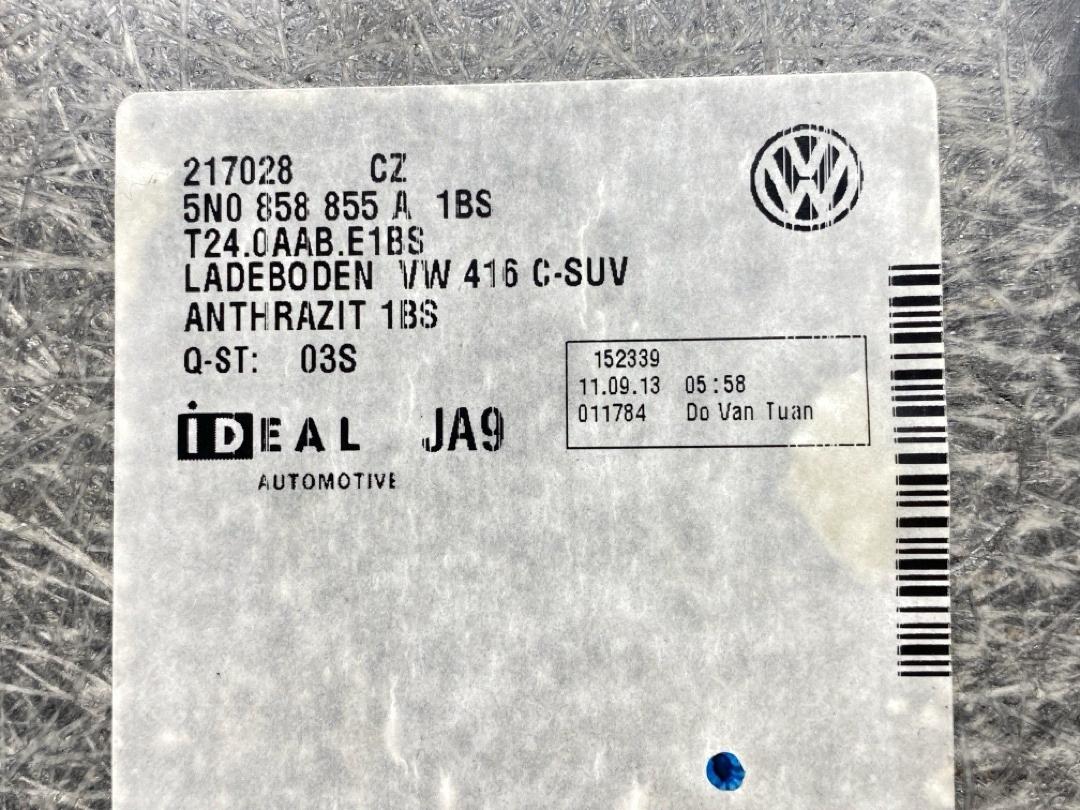 217028 CZ
5N0 858 855 A 1BS
T24.0AAB.E1BS
LADEBODEN VW 416 C-SUV
ANTHRAZIT 1BS
Q-ST: 03S
152339
11.09.13 05:58
011784 Do Van Tuan
iDEAL JA9
AUTOMOTIVE
VW